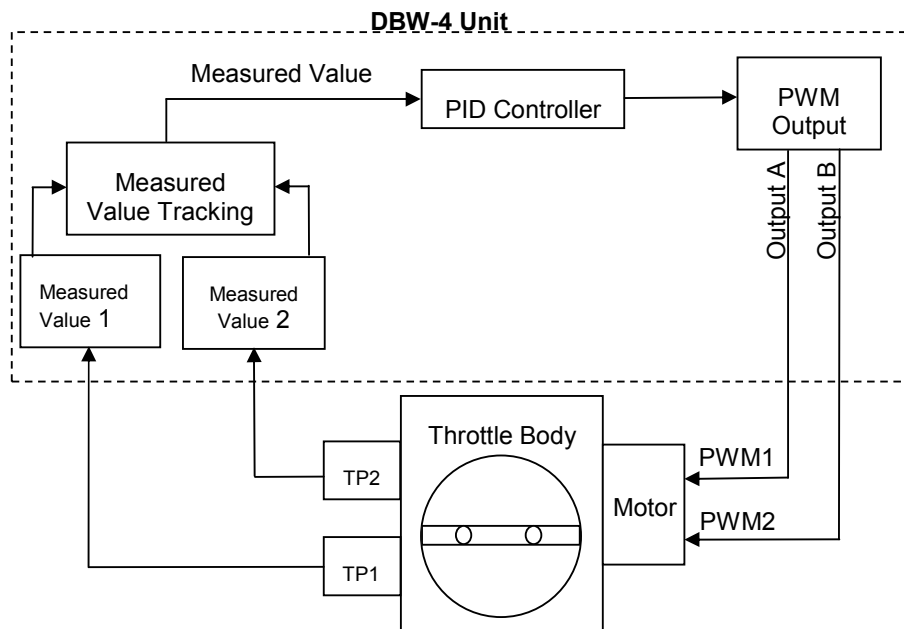 DBW-4 Unit
Measured Value
PID Controller
PWM
Output
Measured
Value Tracking
Output A
Output B
Measured
Value 1
Measured
Value 2
Throttle Body
TP2
TP1
Motor
PWM1
PWM2